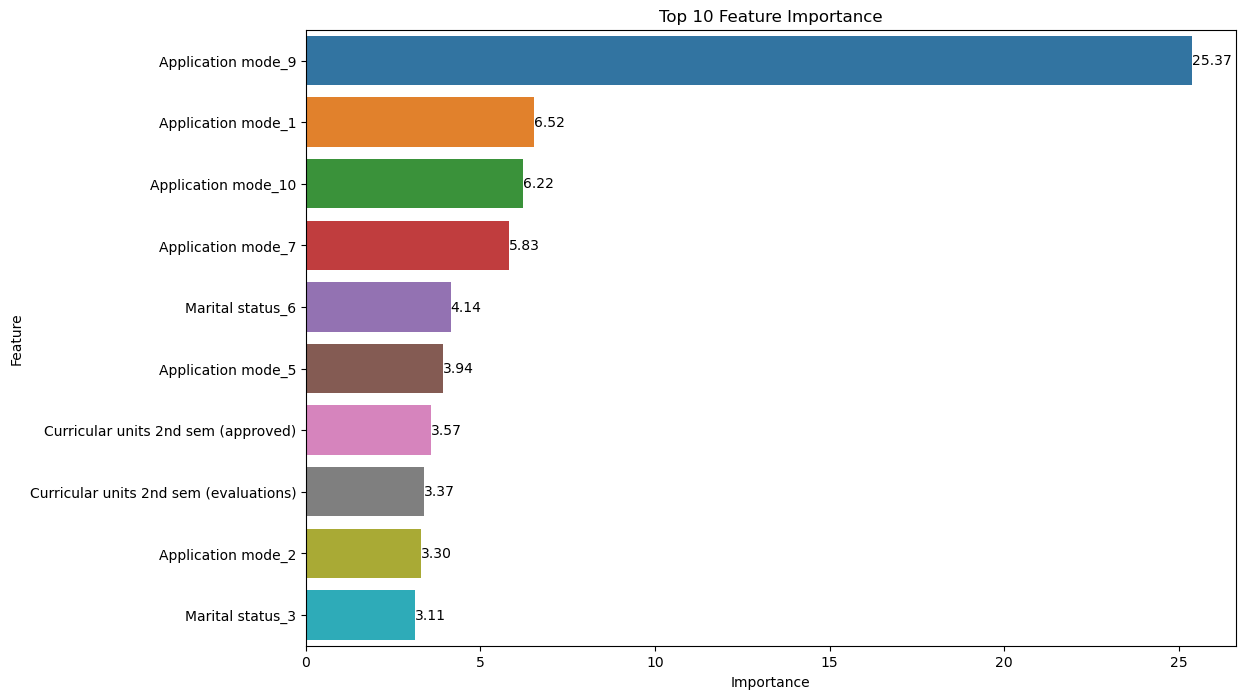 Top 10 Feature Importance
Feature
Application mode_9
25.37
Application mode_1
6.52
Application mode_10
6.22
Application mode_7
5.83
Marital status_6
4.14
Application mode_5
3.94
Curricular units 2nd sem (approved)
3.57
Curricular units 2nd sem (evaluations)
3.37
Application mode_2
3.30
Marital status_3
3.11
0 5 10 15 20 25
Importance